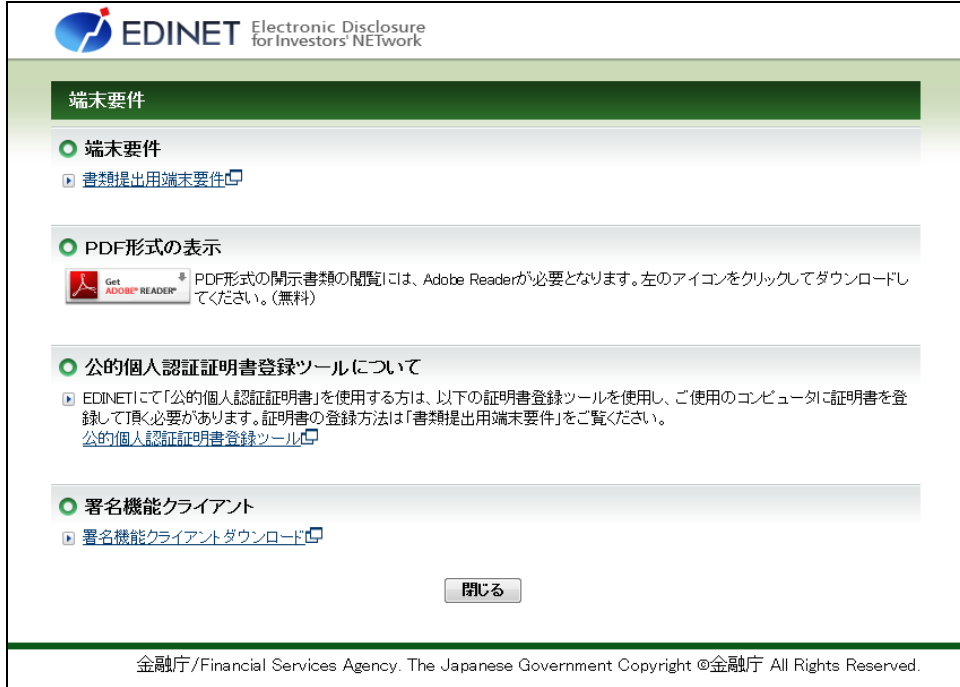 EDINET Electronic Disclosure
for Investors' NETwork
端末要件
端末要件
書類提出用端末要件
PDF形式の表示
Get
ADOBE® READER®
PDF形式の開示書類の閲覧には、Adobe Readerが必要となります。左のアイコンをクリックしてダウンロードし
てください。(無料)
公的個人認証証明書登録ツールについて
EDINETにて「公的個人認証証明書」を使用する方は、以下の証明書登録ツールを使用し、ご使用のコンピュータに証明書を登
録して頂く必要があります。証明書の登録方法は「書類提出用端末要件」をご覧ください。
公的個人認証証明書登録ツール
署名機能クライアント
署名機能クライアントダウンロード
閉じる
金融庁/Financial Services Agency. The Japanese Government Copyright ©金融庁 All Rights Reserved.